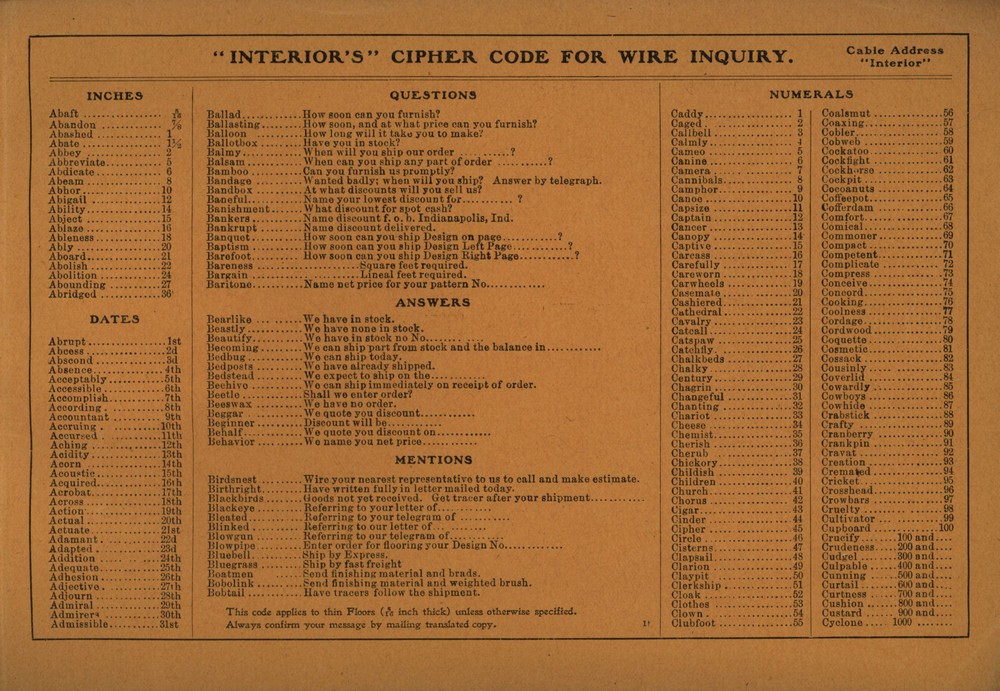 "INTERIOR'S" CIPHER CODE FOR WIRE INQUIRY.
Cable Address
"Interior"
INCHES
Abaft .................. 5/16
Abandon ............ 7/8
Abashed ............. 1
Abate ................. 1½
Abbey ................ 2
Abbreviate .......... 5
Abdicate ............. 6
Abeam ................ 8
Abhor ................. 10
Abigail ................ 12
Ability ................. 14
Abject ................. 15
Ablaze ................ 16
Ableness ............. 18
Ably .................... 20
Aboard ................ 21
Abolish ................ 22
Abolition ............. 24
Abounding .......... 27
Abridged ............. 36
DATES
Abrupt ................ 1st
Abcess ................ 2d
Abscond .............. 3d
Absence .............. 4th
Acceptably ........... 5th
Accessible ........... 6th
Accomplish .......... 7th
According ............ 8th
Accountant .......... 9th
Accruing .............. 10th
Accursed ............. 11th
Aching ................ 12th
Acidity ................ 13th
Acorn .................. 14th
Acoustic .............. 15th
Acquired .............. 16th
Acrobat ............... 17th
Across ................. 18th
Action ................. 19th
Actual ................. 20th
Actuate ............... 21st
Adamant .............. 22d
Adapted .............. 23d
Addition .............. 24th
Adequate ............. 25th
Adhesion ............. 26th
Adjective ............. 27th
Adjourn ............... 28th
Admiral ............... 29th
Admirers .............. 30th
Admissible ........... 31st
QUESTIONS
Ballad ............ How soon can you furnish?
Ballasting ........ How soon, and at what price can you furnish?
Balloon ........... How long will it take you to make?
Ballotbox ......... Have you in stock?
Balmy ............. When will you ship our order ............?
Balsam ............ When can you ship any part of order ............?
Bamboo ............ Can you furnish us promptly?
Bandage ........... Wanted badly; when will you ship? Answer by telegraph.
Bandbox ........... At what discounts will you sell us?
Baneful ........... Name your lowest discount for ............?
Banishment ........ What discount for spot cash?
Bankers ........... Name discount f. o. b. Indianapolis, Ind.
Bankrupt .......... Name discount delivered.
Banquet ........... How soon can you ship Design on page ............?
Baptism ........... How soon can you ship Design Left Page ............?
Barefoot .......... How soon can you ship Design Right Page ............?
Bareness .................... Square feet required.
Bargain ..................... Lineal feet required.
Baritone .......... Name net price for your pattern No. ............
ANSWERS
Bearlike .......... We have in stock.
Beastly ........... We have none in stock.
Beautify .......... We have in stock no No. ............
Becoming .......... We can ship part from stock and the balance in ............
Bedbug ............ We can ship today.
Bedposts .......... We have already shipped.
Bedstead .......... We expect to ship on the ............
Beehive ........... We can ship immediately on receipt of order.
Beetle ............ Shall we enter order?
Beeswax ........... We have no order.
Beggar ............ We quote you discount ............
Beginner .......... Discount will be ............
Behalf ............ We quote you discount on ............
Behavior .......... We name you net price ............
MENTIONS
Birdsnest ......... Wire your nearest representative to us to call and make estimate.
Birthright ........ Have written fully in letter mailed today.
Blackbirds ........ Goods not yet received. Get tracer after your shipment ............
Blackeye .......... Referring to your letter of ............
Bleated ........... Referring to your telegram of ............
Blinked ........... Referring to our letter of ............
Blowgun ........... Referring to our telegram of ............
Blowpipe .......... Enter order for flooring your Design No. ............
Bluebell .......... Ship by Express.
Bluegrass ......... Ship by fast freight
Boatmen ........... Send finishing material and brads.
Bobolink .......... Send finishing material and weighted brush.
Bobtail ........... Have tracers follow the shipment.
This code applies to thin Floors (5/16 inch thick) unless otherwise specified.
Always confirm your message by mailing translated copy.
11
NUMERALS
Caddy ............ 1
Caged ............ 2
Callbell ......... 3
Calmly ........... 4
Cameo ............ 5
Canine ........... 6
Camera ........... 7
Cannibals ........ 8
Camphor .......... 9
Canoe ............ 10
Capsize .......... 11
Captain .......... 12
Cancer ........... 13
Canopy ........... 14
Captive .......... 15
Carcass .......... 16
Carefully ........ 17
Careworn ......... 18
Carwheels ........ 19
Casemate ......... 20
Cashiered ........ 21
Cathedral ........ 22
Cavalry .......... 23
Catcall .......... 24
Catspaw .......... 25
Catchfly ......... 26
Chalkbeds ........ 27
Chalky ........... 28
Century .......... 29
Chagrin .......... 30
Changeful ........ 31
Chanting ......... 32
Chariot .......... 33
Cheese ........... 34
Chemist .......... 35
Cherish .......... 36
Cherub ........... 37
Chickory ......... 38
Childish ......... 39
Children ......... 40
Church ........... 41
Chorus ........... 42
Cigar ............ 43
Cinder ........... 44
Cipher ........... 45
Circle ........... 46
Cisterns ......... 47
Clapsail ......... 48
Clarion .......... 49
Claypit .......... 50
Clerkship ........ 51
Cloak ............ 52
Clothes .......... 53
Clown ............ 54
Clubfoot ......... 55
Coalsmut ......... 56
Coaxing .......... 57
Cobler ........... 58
Cobweb ........... 59
Cockatoo ......... 60
Cockfight ........ 61
Cockhorse ........ 62
Cockpit .......... 63
Cocoanuts ........ 64
Coffeepot ........ 65
Cofferdam ........ 66
Comfort .......... 67
Comical .......... 68
Commoner ......... 69
Compact .......... 70
Competent ........ 71
Complicate ....... 72
Compress ......... 73
Conceive ......... 74
Concord .......... 75
Cooking .......... 76
Coolness ......... 77
Cordage .......... 78
Cordwood ......... 79
Coquette ......... 80
Cosmetic ......... 81
Cossack .......... 82
Cousinly ......... 83
Coverlid ......... 84
Cowardly ......... 85
Cowboys .......... 86
Cowhide .......... 87
Crabstick ........ 88
Crafty ........... 89
Cranberry ........ 90
Crankpin ......... 91
Cravat ........... 92
Creation ......... 93
Cremated ......... 94
Cricket .......... 95
Crosshead ........ 96
Crowbars ......... 97
Cruelty .......... 98
Cultivator ....... 99
Cupboard ......... 100
Crucify ...... 100 and ....
Crudeness .... 200 and ....
Cudgel ....... 300 and ....
Culpable ..... 400 and ....
Cunning ...... 500 and ....
Curtail ...... 600 and ....
Curtness ..... 700 and ....
Cushion ...... 800 and ....
Custard ...... 900 and ....
Cyclone ...... 1000 ........